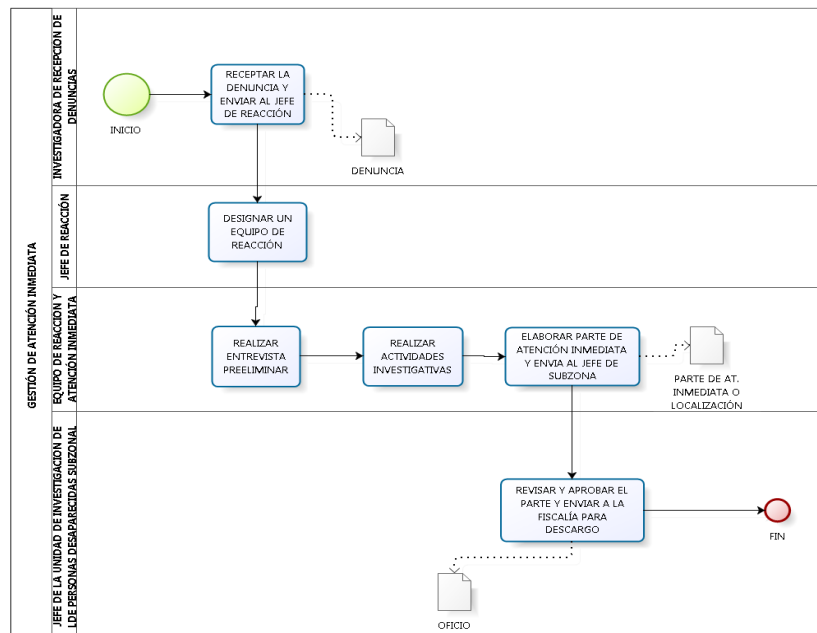 GESTIÓN DE ATENCIÓN INMEDIATA
INVESTIGADORA DE RECEPCION DE
DENUNCIAS
INICIO
RECEPTAR LA
DENUNCIA Y
ENVIAR AL JEFE
DE REACCIÓN
DENUNCIA
JEFE DE REACCIÓN
DESIGNAR UN
EQUIPO DE
REACCIÓN
EQUIPO DE REACCION Y
ATENCIÓN INMEDIATA
REALIZAR
ENTREVISTA
PREELIMINAR
REALIZAR
ACTIVIDADES
INVESTIGATIVAS
ELABORAR PARTE DE
ATENCIÓN INMEDIATA
Y ENVIA AL JEFE DE
SUBZONA
PARTE DE AT.
INMEDIATA O
LOCALIZACIÓN
JEFE DE LA UNIDAD DE INVESTIGACION DE
LDE PERSONAS DESAPARECIDAS SUBZONAL
REVISAR Y APROBAR EL
PARTE Y ENVIAR A LA
FISCALÍA PARA
DESCARGO
FIN
OFICIO